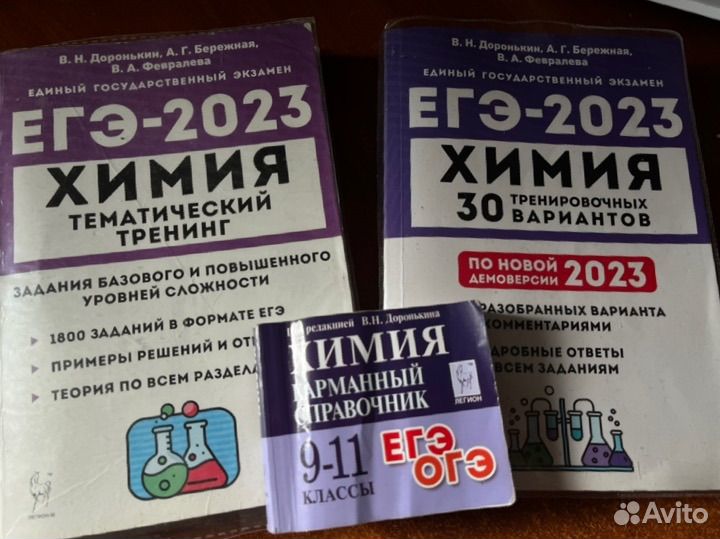 В. Н. Доронькин, А. Г. Бережная,
В. А. Февралева
ЕДИНЫЙ ГОСУДАРСТВЕННЫЙ ЭКЗАМЕН
ЕГЭ-2023
ХИМИЯ
ТЕМАТИЧЕСКИЙ
ТРЕНИНГ
ЗАДАНИЯ БАЗОВОГО И ПОВЫШЕННОГО
УРОВНЕЙ СЛОЖНОСТИ
1800 ЗАДАНИЙ В ФОРМАТЕ ЕГЭ
ПРИМЕРЫ РЕШЕНИЙ И
ТЕОРИЯ ПО ВСЕМ
ЛЕГИОН
В. Н. Доронькин, А. Г. Бережная,
В. А. Февралева
ЕДИНЫЙ ГОСУДАРСТВЕННЫЙ ЭКЗАМЕН
ЕГЭ-2023
ХИМИЯ
30 ТРЕНИРОВОЧНЫХ
ВАРИАНТОВ
ПО НОВОЙ
ДЕМОВЕРСИИ 2023
РАЗОБРАННЫХ ВАРИАНТА
КОММЕНТАРИЯМИ
ОТВЕТЫ
ВСЕМ ЗАДАНИЯМ
редакцией В.Н. Доронькина
ХИМИЯ
КАРМАННЫЙ
СПРАВОЧНИК
ЛЕГИОН
9-11
КЛАССЫ
ЕГЭ
ОГЭ
Avito